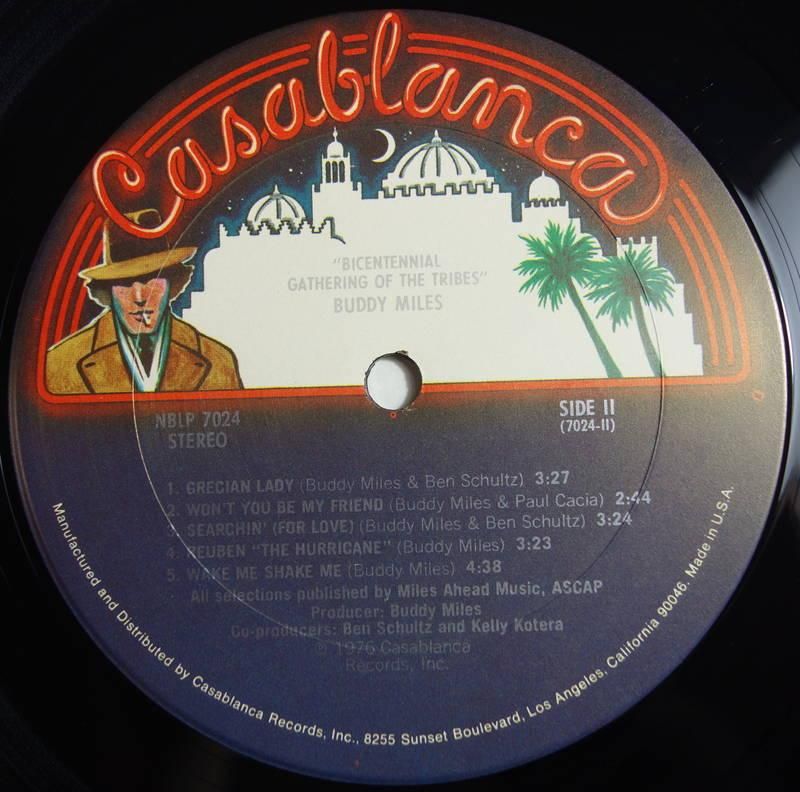 Casablanca
"BICENTENNIAL
GATHERING OF THE TRIBES"
BUDDY MILES
NBLP 7024
STEREO
SIDE II
(7024-II)
1. GRECIAN LADY (Buddy Miles & Ben Schultz) 3:27
2. WON'T YOU BE MY FRIEND (Buddy Miles & Paul Cacia) 2:44
3. SEARCHIN' (FOR LOVE) (Buddy Miles & Ben Schultz) 3:24
4. REUBEN "THE HURRICANE" (Buddy Miles) 3:23
5. WAKE ME SHAKE ME (Buddy Miles) 4:38
All selections published by Miles Ahead Music, ASCAP
Producer: Buddy Miles
Co-producers: Ben Schultz and Kelly Kotera
℗ 1976 Casablanca
Records, Inc.
Manufactured and Distributed by Casablanca Records, Inc., 8255 Sunset Boulevard, Los Angeles, California 90046. Made in U.S.A.